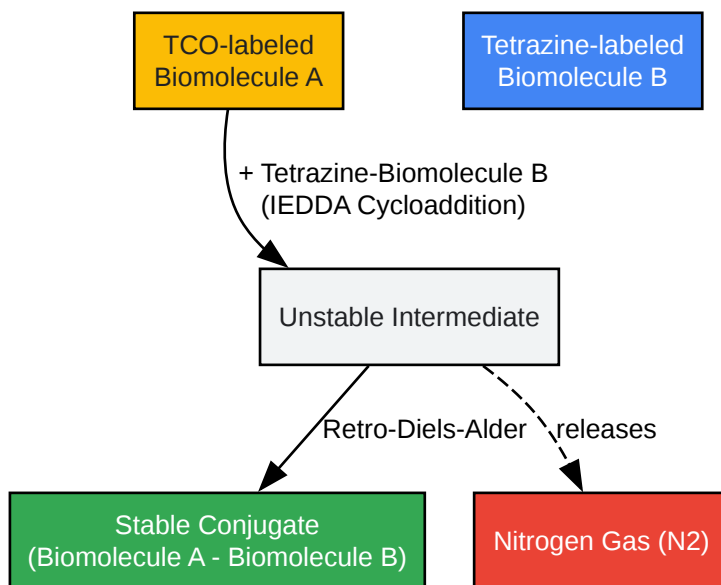 TCO-labeled
Biomolecule A
Tetrazine-labeled
Biomolecule B
+ Tetrazine-Biomolecule B
(IEDDA Cycloaddition)
Unstable Intermediate
Retro-Diels-Alder
releases
Stable Conjugate
(Biomolecule A - Biomolecule B)
Nitrogen Gas (N2)